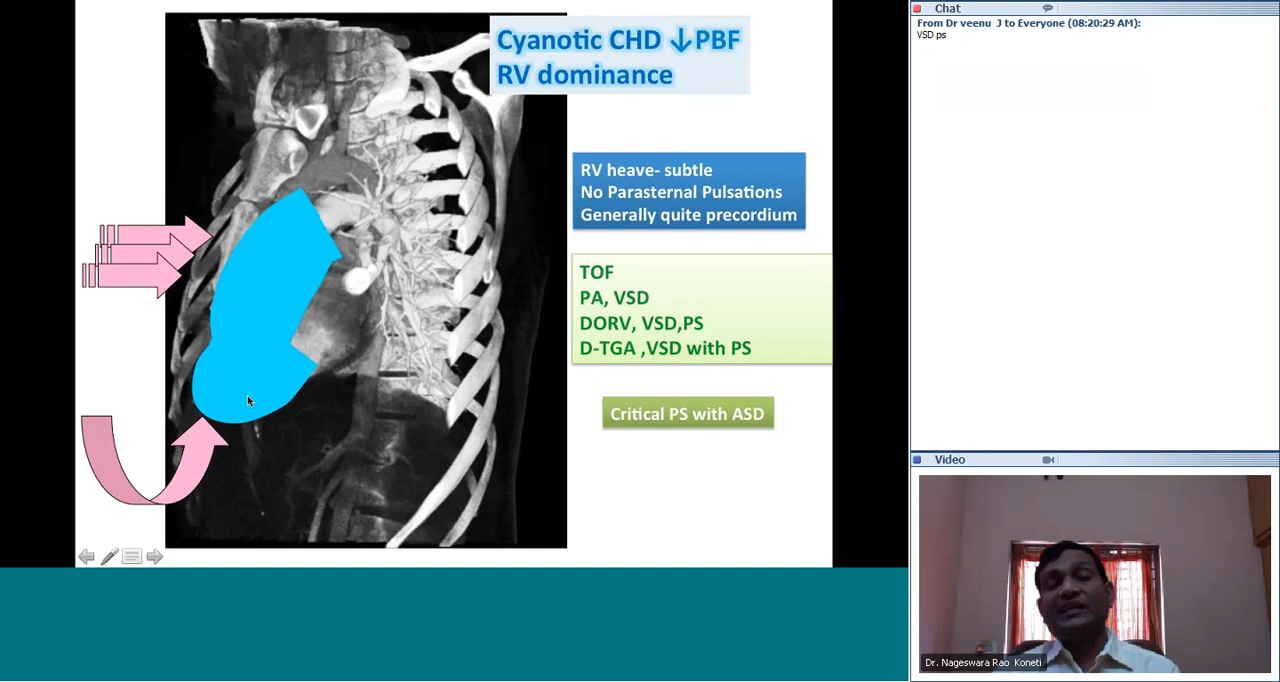 Cyanotic CHD ↓PBF
RV dominance
RV heave- subtle
No Parasternal Pulsations
Generally quite precordium
TOF
PA, VSD
DORV, VSD,PS
D-TGA ,VSD with PS
Critical PS with ASD
Chat
From Dr veenu J to Everyone (08:20:29 AM):
VSD ps
Video
Dr. Nageswara Rao Koneti